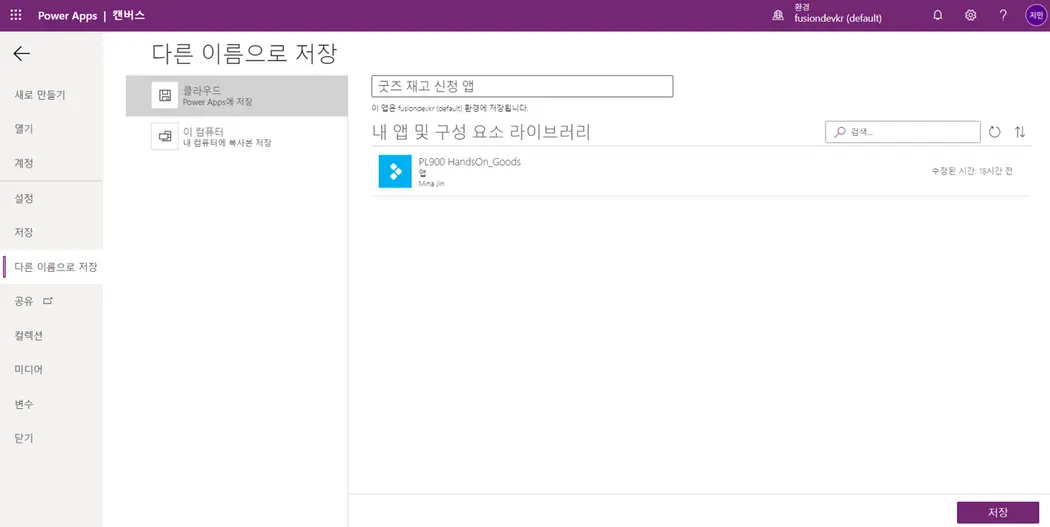 Power Apps | 캔버스
환경
fusiondevkr (default)
?
지민
다른 이름으로 저장
새로 만들기
열기
계정
설정
저장
다른 이름으로 저장
공유
컬렉션
미디어
변수
닫기
클라우드
Power Apps에 저장
이 컴퓨터
내 컴퓨터에 복사본 저장
굿즈 재고 신청 앱
이 앱은 fusiondevkr (default) 환경에 저장됩니다.
내 앱 및 구성 요소 라이브러리
검색...
PL900 HandsOn_Goods
앱
Mina Jin
수정된 시간: 18시간 전
저장